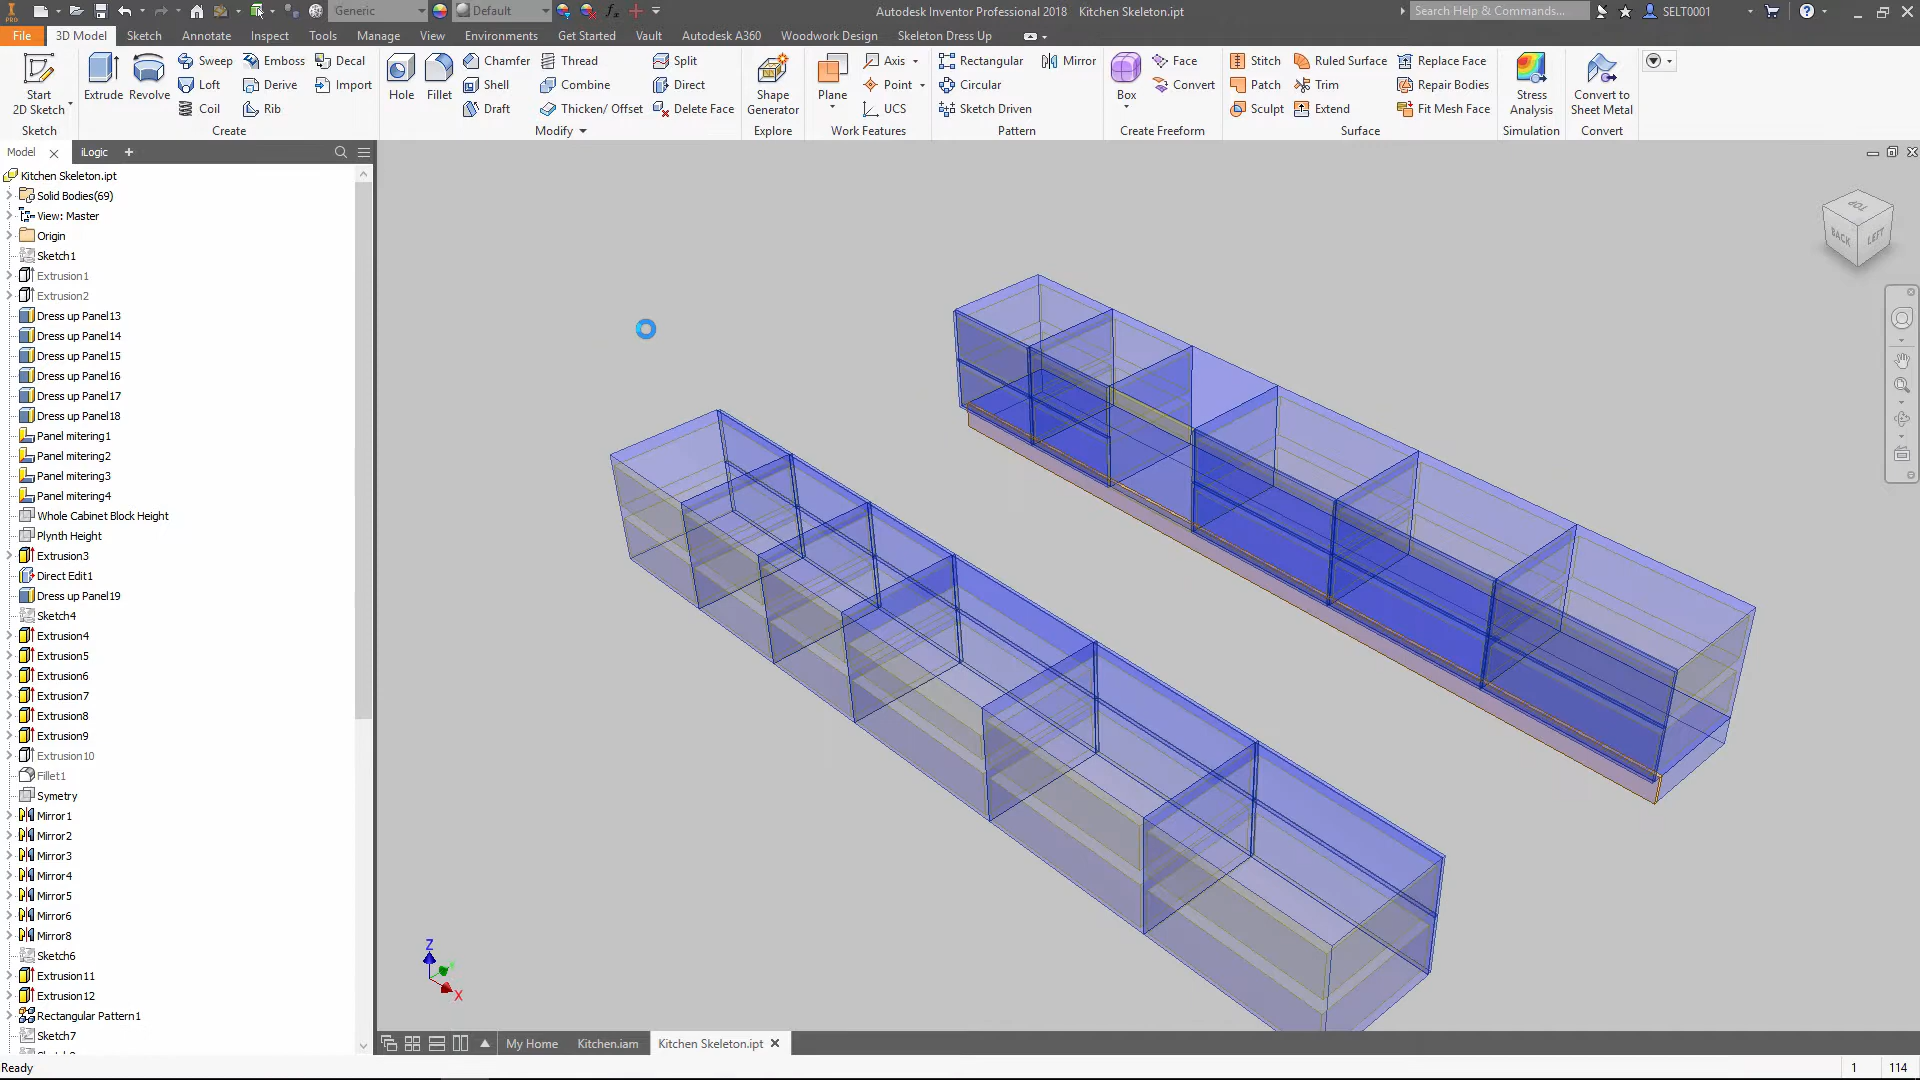 Generic
Default
Autodesk Inventor Professional 2018 Kitchen Skeleton.ipt
Search Help & Commands...
SELT0001
File 3D Model Sketch Annotate Inspect Tools Manage View Environments Get Started Vault Autodesk A360 Woodwork Design Skeleton Dress Up
Start
2D Sketch
Sketch
Extrude
Revolve
Sweep
Loft
Coil
Emboss
Derive
Rib
Decal
Import
Create
Hole
Fillet
Chamfer
Shell
Draft
Thread
Combine
Thicken/ Offset
Split
Direct
Delete Face
Modify
Shape
Generator
Explore
Plane
Axis
Point
UCS
Work Features
Rectangular
Circular
Sketch Driven
Mirror
Pattern
Box
Face
Convert
Create Freeform
Stitch
Patch
Sculpt
Ruled Surface
Trim
Extend
Replace Face
Repair Bodies
Fit Mesh Face
Surface
Stress
Analysis
Simulation
Convert to
Sheet Metal
Convert
Model
iLogic
Kitchen Skeleton.ipt
Solid Bodies(69)
View: Master
Origin
Sketch1
Extrusion1
Extrusion2
Dress up Panel13
Dress up Panel14
Dress up Panel15
Dress up Panel16
Dress up Panel17
Dress up Panel18
Panel mitering1
Panel mitering2
Panel mitering3
Panel mitering4
Whole Cabinet Block Height
Plynth Height
Extrusion3
Direct Edit1
Dress up Panel19
Sketch4
Extrusion4
Extrusion5
Extrusion6
Extrusion7
Extrusion8
Extrusion9
Extrusion10
Fillet1
Symetry
Mirror1
Mirror2
Mirror3
Mirror4
Mirror5
Mirror6
Mirror8
Sketch6
Extrusion11
Extrusion12
Rectangular Pattern1
Sketch7
TOP
BACK
LEFT
Z
X
My Home
Kitchen.iam
Kitchen Skeleton.ipt
Ready
1
114